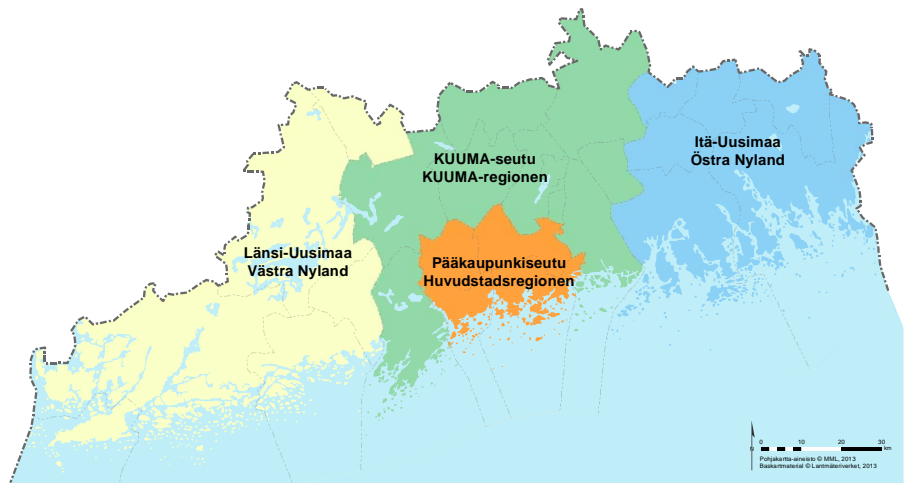 KUUMA-seutu
KUUMA-regionen
Itä-Uusimaa
Östra Nyland
Länsi-Uusimaa
Västra Nyland
Pääkaupunkiseutu
Huvudstadsregionen
N
0 10 20 30
km
Pohjakartta-aineisto © MML, 2013
Baskartmaterial © Lantmäteriverket, 2013